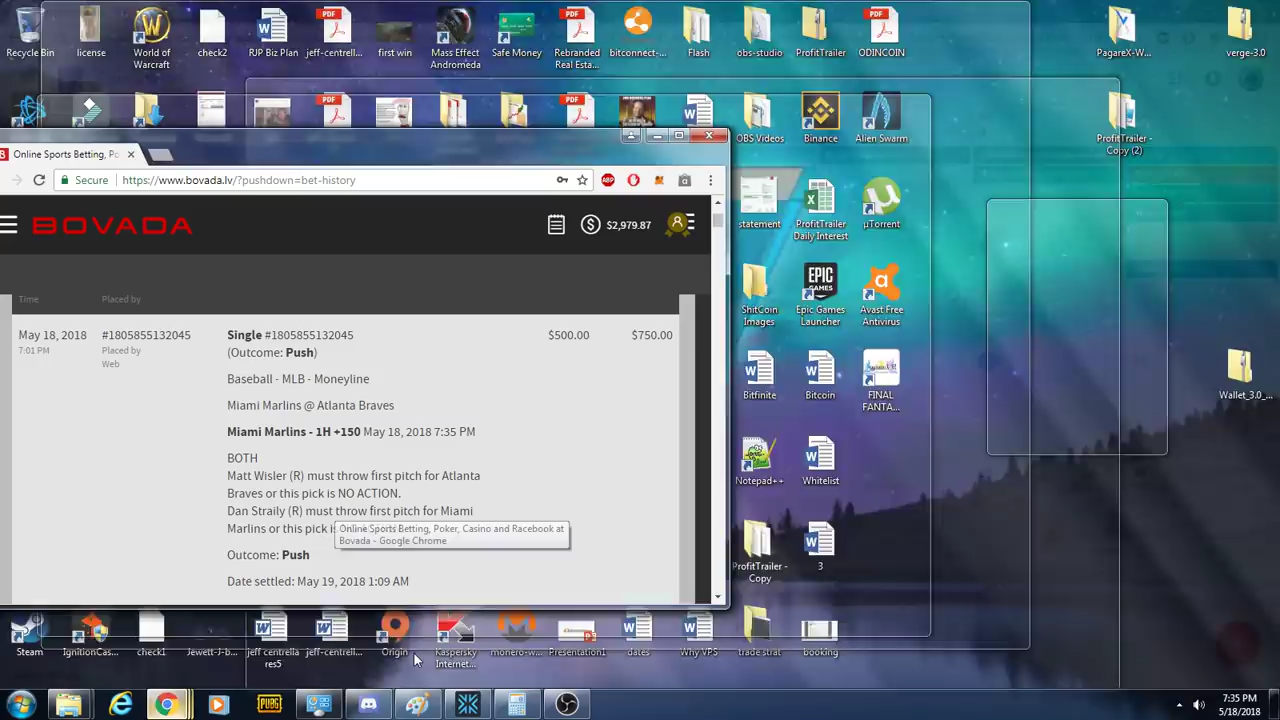 Recycle Bin
license
World of
Warcraft
check2
RJP Biz Plan
jeff-centrell...
first win
Mass Effect
Andromeda
Safe Money
Rebranded
Real Esta...
bitconnect-...
Flash
obs-studio
ProfitTrailer
ODINCOIN
PagareX-W...
verge-3.0
OBS Videos
Binance
Alien Swarm
ProfitTrailer -
Copy (2)
Online Sports Betting, Po
Secure
https://www.bovada.lv/?pushdown=bet-history
ABP
BOVADA
$2,979.87
Time
Placed by
May 18, 2018
7:01 PM
#1805855132045
Placed by
Web
Single #1805855132045
$500.00
$750.00
(Outcome: Push)
Baseball - MLB - Moneyline
Miami Marlins @ Atlanta Braves
Miami Marlins - 1H +150 May 18, 2018 7:35 PM
BOTH
Matt Wisler (R) must throw first pitch for Atlanta
Braves or this pick is NO ACTION.
Dan Straily (R) must throw first pitch for Miami
Marlins or this pick is
Online Sports Betting, Poker, Casino and Racebook at
Bovada - Google Chrome
Outcome: Push
Date settled: May 19, 2018 1:09 AM
statement
ProfitTrailer
Daily Interest
µTorrent
ShitCoin
Images
EPIC
GAMES
Epic Games
Launcher
Avast Free
Antivirus
Bitfinite
Bitcoin
FINAL
FANTA...
Wallet_3.0_...
Notepad++
Whitelist
ProfitTrailer -
Copy
3
Steam
IgnitionCas...
check1
Jewett-J-b...
jeff centrella
res5
jeff-centrell...
Origin
Kaspersky
Internet...
monero-w...
Presentation1
dates
Why VPS
trade strat
booking
PUBG
7:35 PM
5/18/2018